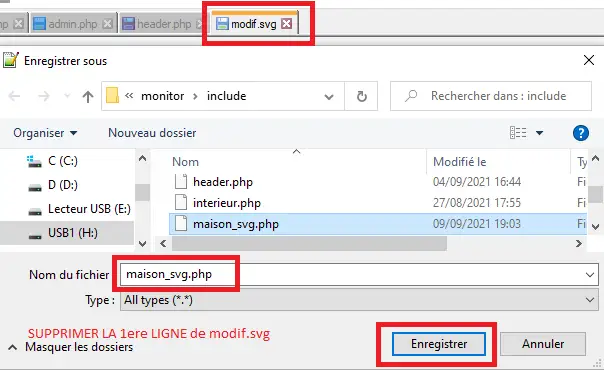 np admin.php header.php modif.svg
Enregistrer sous
monitor include Rechercher dans : include
Organiser Nouveau dossier ?
C (C:)
D (D:)
Lecteur USB (E:)
USB1 (H:)
Nom Modifié le Ty
header.php 04/09/2021 16:44 Fi
interieur.php 27/08/2021 17:55 Fi
maison_svg.php 09/09/2021 19:03 Fi
Nom du fichier maison_svg.php
Type : All types (*.*)
SUPPRIMER LA 1ere LIGNE de modif.svg
Masquer les dossiers
Enregistrer Annuler